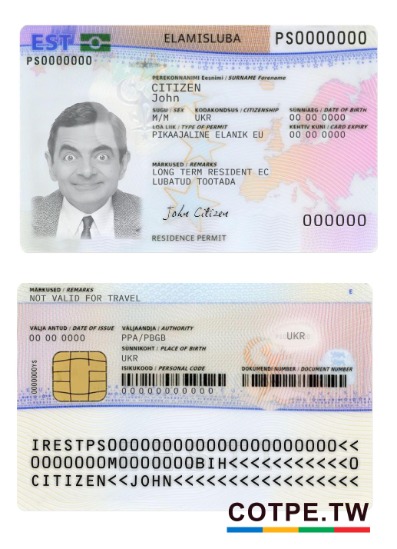 EST
ELAMISLUBA
PS0000000
PS0000000
PEREKONNANIMI Eesnimi / SURNAME Forename
CITIZEN
John
SUGU / SEX KODAKONDSUS / CITIZENSHIP SÜNNIAEG / DATE OF BIRTH
M/M UKR 00 00 0000
LOA LIIK / TYPE OF PERMIT KEHTIV KUNI / CARD EXPIRY
PIKAAJALINE ELANIK EU 00 00 0000
MÄRKUSED / REMARKS
LONG TERM RESIDENT EC
LUBATUD TOOTADA
John Citizen
000000
RESIDENCE PERMIT
MÄRKUSED / REMARKS
NOT VALID FOR TRAVEL
E
VÄLJA ANTUD / DATE OF ISSUE VÄLJAANDJA / AUTHORITY
00 00 0000 PPA/PBGB
SÜNNIKOHT / PLACE OF BIRTH
UKR
UKR
ISIKUKOOD / PERSONAL CODE DOKUMENDI NUMBER / DOCUMENT NUMBER
00000000000
IRESTPS000000000000000000000<<
0000000M0000000BIH<<<<<<<<<<<0
CITIZEN<<JOHN<<<<<<<<<<<<<<<<<
COTPE.TW